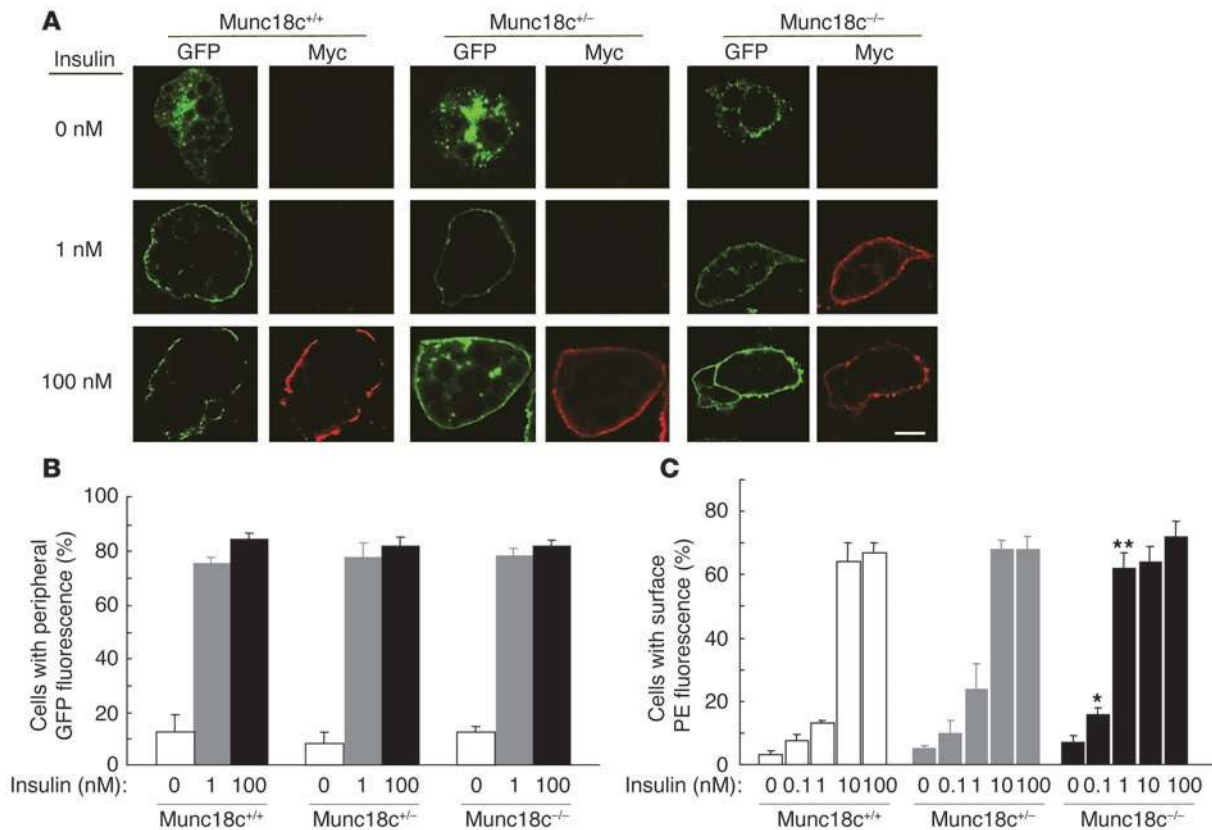 A
Munc18c+/+ Munc18c+/- Munc18c-/-
Insulin GFP Myc GFP Myc GFP Myc
0 nM
1 nM
100 nM
B
Cells with peripheral
GFP fluorescence (%)
100
80
60
40
20
0
Insulin (nM): 0 1 100 0 1 100 0 1 100
Munc18c+/+ Munc18c+/- Munc18c-/-
C
Cells with surface
PE fluorescence (%)
80
60
40
20
0
* **
Insulin (nM): 0 0.1 1 10 100 0 0.1 1 10 100 0 0.1 1 10 100
Munc18c+/+ Munc18c+/- Munc18c-/-